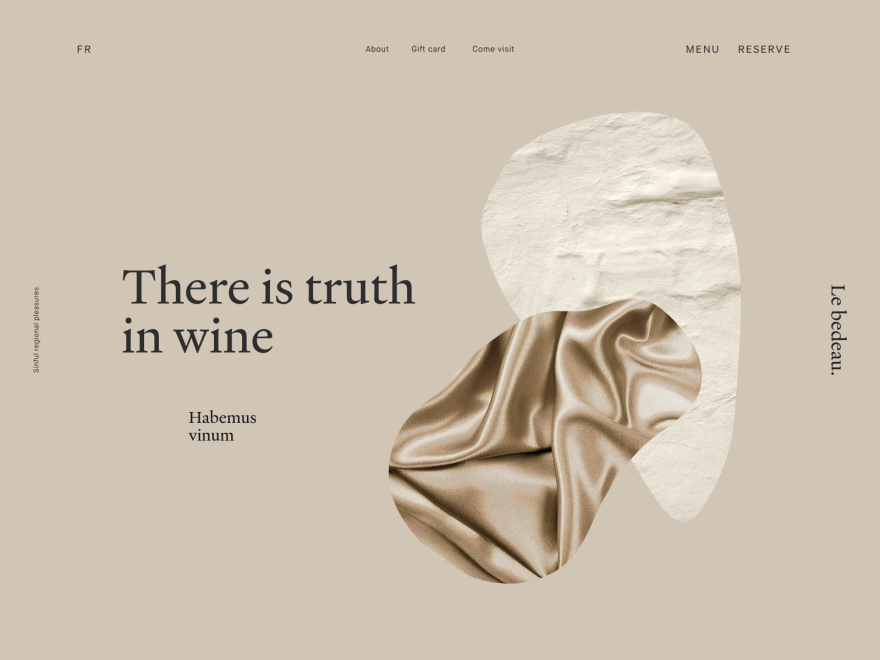 FR
About
Gift card
Come visit
MENU
RESERVE
Sinful regional pleasures
There is truth
in wine
Habemus
vinum
Le bedeau.